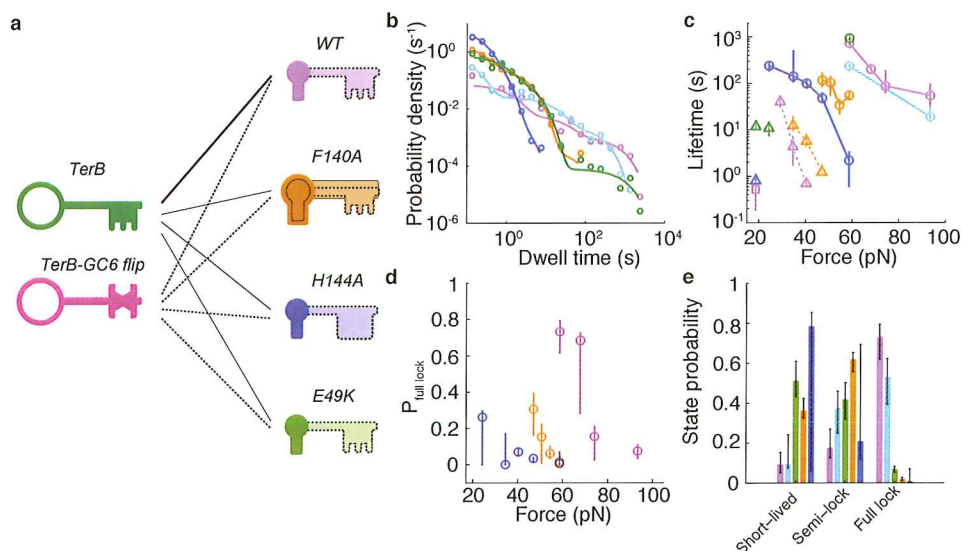 a
WT
F140A
TerB
TerB-GC6 flip
H144A
E49K
b
Probability density (s⁻¹)
10⁰
10⁻²
10⁻⁴
10⁻⁶
10⁰ 10² 10⁴
Dwell time (s)
c
Lifetime (s)
10³
10²
10¹
10⁰
10⁻¹
20 40 60 80 100
Force (pN)
d
P full lock
1
0.8
0.6
0.4
0.2
0
20 40 60 80 100
Force (pN)
e
State probability
1
0.8
0.6
0.4
0.2
0
Short–lived
Semi–lock
Full lock